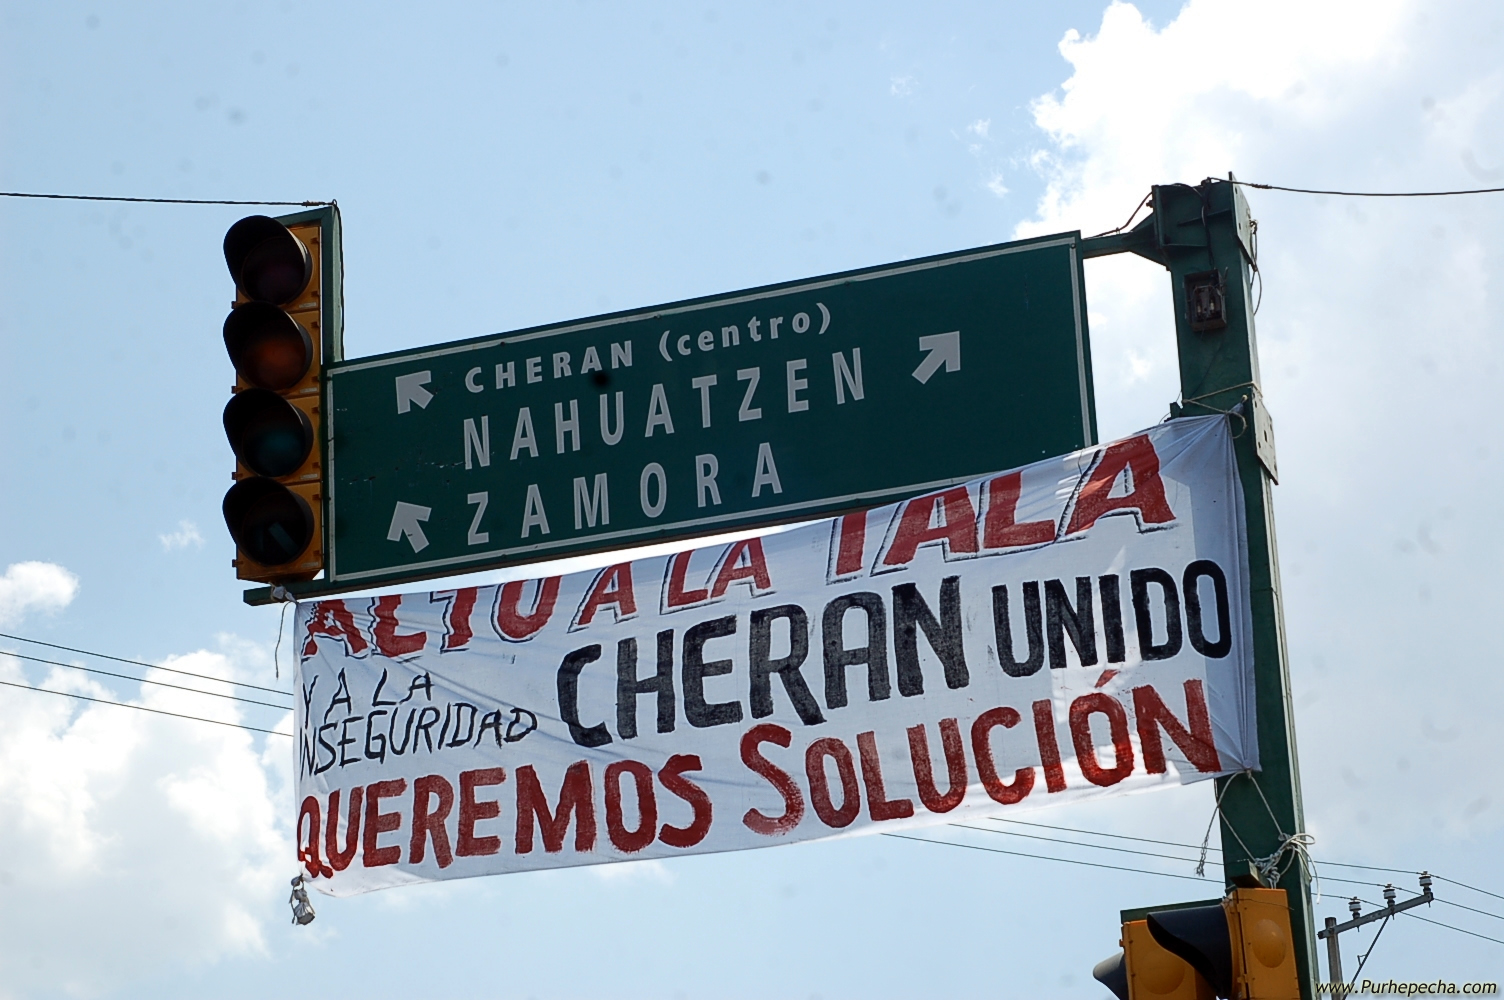 CHERAN (centro)
NAHUATZEN
ZAMORA
ALTO A LA TALA
Y A LA
INSEGURIDAD
CHERAN UNIDO
QUEREMOS SOLUCIÓN
www.Purhepecha.com